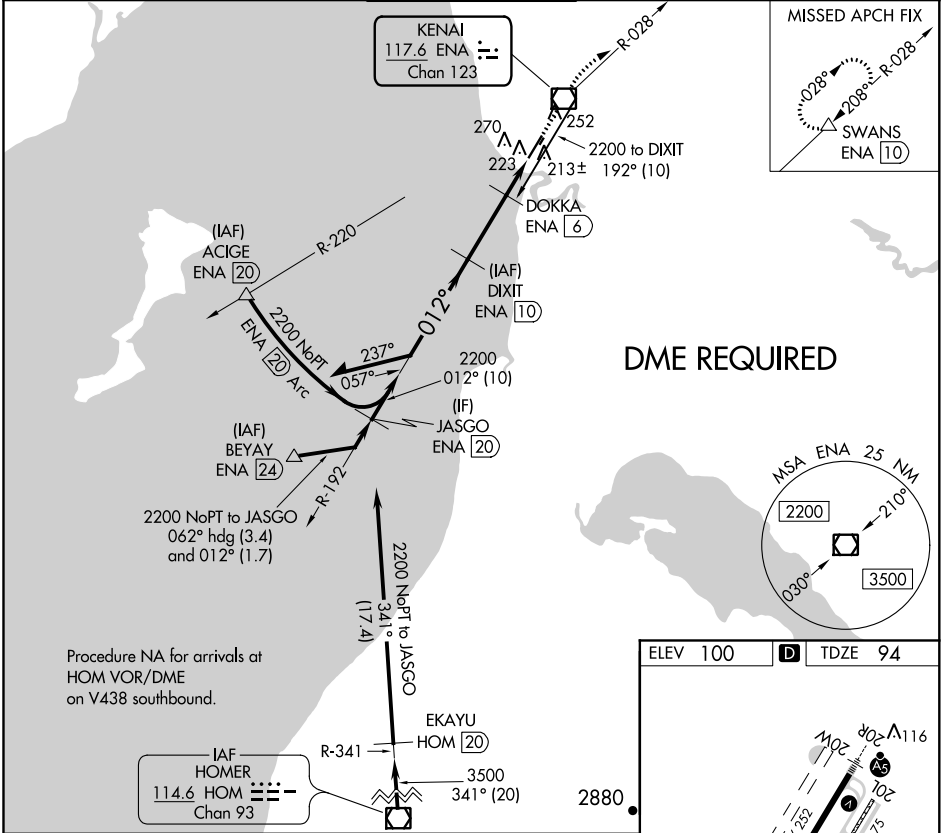 KENAI
117.6 ENA
Chan 123
R-028
MISSED APCH FIX
R-028
028°
208°
SWANS
ENA 10
270
252
223
213±
2200 to DIXIT
192° (10)
DOKKA
ENA 6
(IAF)
ACIGE
ENA 20
R-220
(IAF)
DIXIT
ENA 10
012°
2200 NoPT
ENA 20 Arc
237°
057°
2200
012° (10)
DME REQUIRED
(IF)
JASGO
ENA 20
(IAF)
BEYAY
ENA 24
R-192
2200 NoPT to JASGO
062° hdg (3.4)
and 012° (1.7)
MSA ENA 25 NM
2200
210°
030°
3500
2200 NoPT to JASGO
341°
(17.4)
Procedure NA for arrivals at
HOM VOR/DME
on V438 southbound.
ELEV 100 D TDZE 94
EKAYU
HOM 20
R-341
IAF
HOMER
114.6 HOM
Chan 93
3500
341° (20)
2880
20W
20R
116
A5
20L
V
252
75